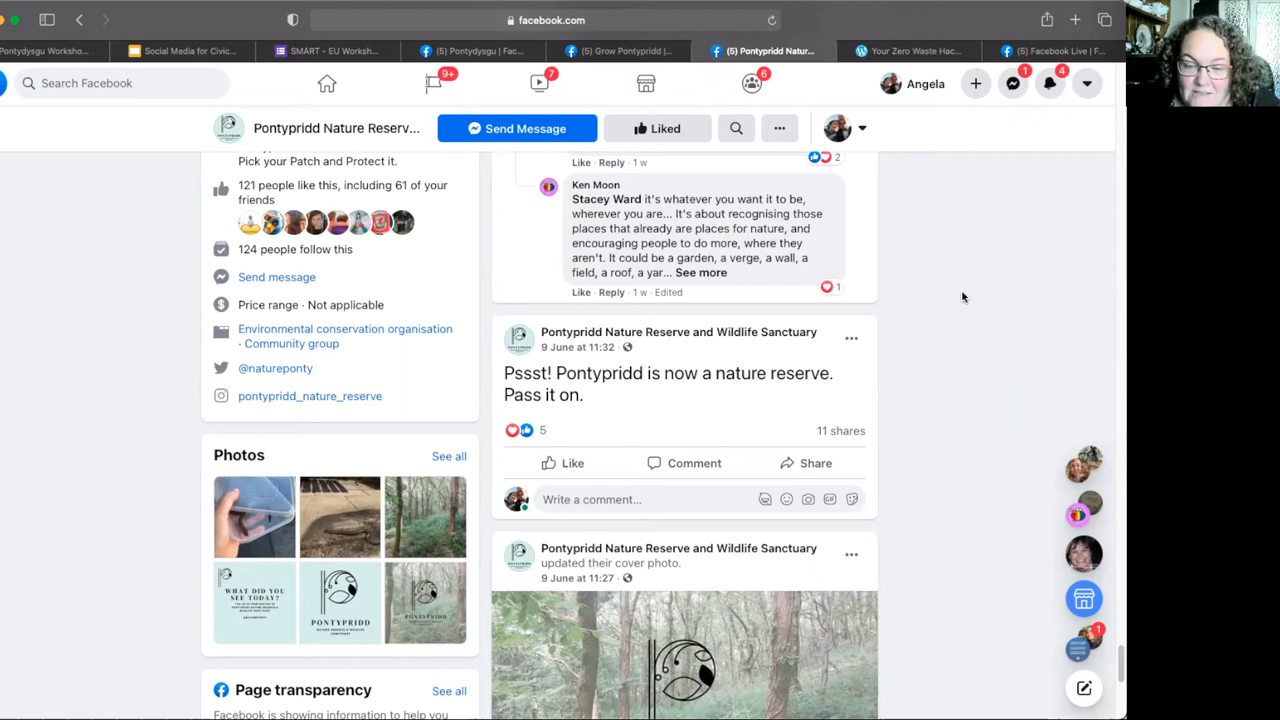 facebook.com
Pontydysgu Worksho...
Social Media for Civic...
SMART - EU Worksh...
(5) Pontydysgu | Fac...
(5) Grow Pontypridd |...
(5) Pontypridd Natur...
Your Zero Waste Hac...
(5) Facebook Live | F...
Search Facebook
9+
7
6
Angela
1
4
Pontypridd Nature Reserv...
Send Message
Liked
Pick your Patch and Protect it.
121 people like this, including 61 of your
friends
124 people follow this
Send message
Price range · Not applicable
Environmental conservation organisation
· Community group
@natureponty
pontypridd_nature_reserve
Photos
See all
WHAT DID YOU
SEE TODAY?
PONTYPRIDD
Page transparency
See all
Facebook is showing information to help you
Like · Reply · 1 w
2
Ken Moon
Stacey Ward it's whatever you want it to be,
wherever you are... It's about recognising those
places that already are places for nature, and
encouraging people to do more, where they
aren't. It could be a garden, a verge, a wall, a
field, a roof, a yar... See more
1
Like · Reply · 1 w · Edited
Pontypridd Nature Reserve and Wildlife Sanctuary
9 June at 11:32 ·
Pssst! Pontypridd is now a nature reserve.
Pass it on.
5
11 shares
Like
Comment
Share
Write a comment...
GIF
Pontypridd Nature Reserve and Wildlife Sanctuary
updated their cover photo.
9 June at 11:27 ·
1